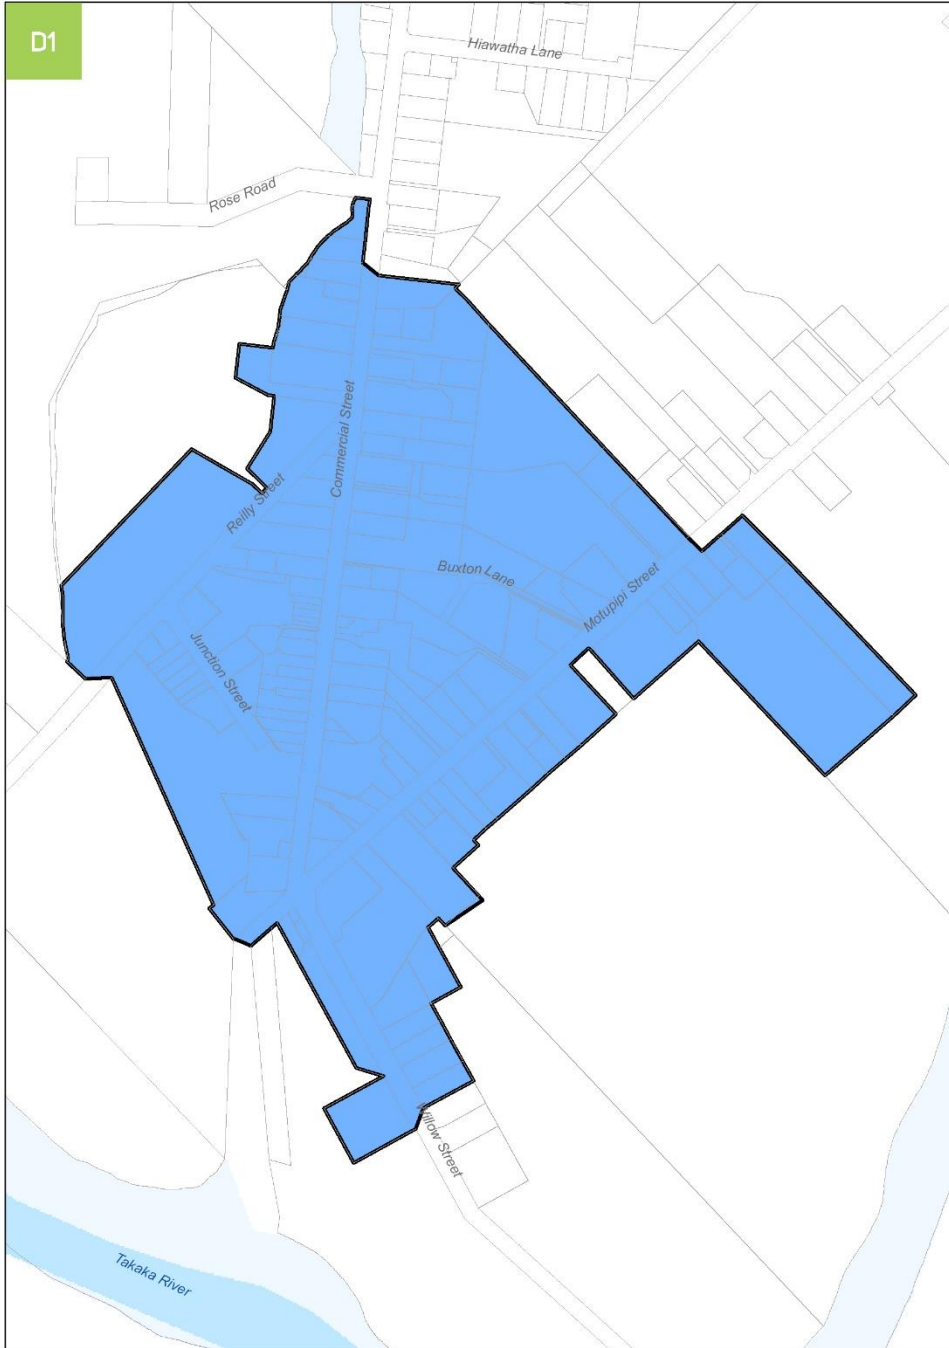 D1
Hiawatha Lane
Rose Road
Commercial Street
Reilly Street
Buxton Lane
Motupipi Street
Junction Street
Willow Street
Takaka River